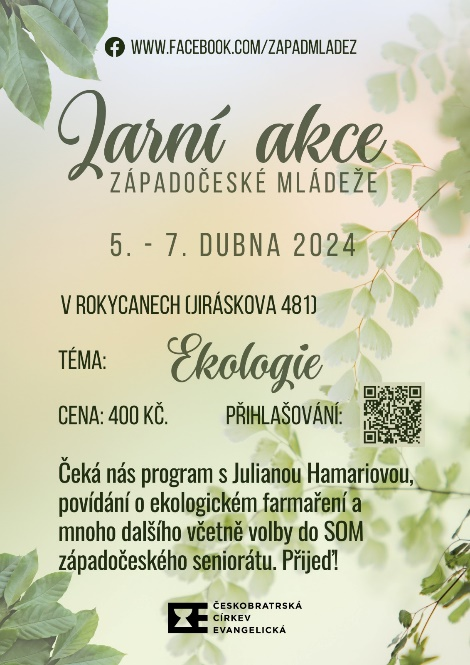 WWW.FACEBOOK.COM/ZAPADMLADEZ
Jarní akce
ZÁPADOČESKÉ MLÁDEŽE
5. - 7. DUBNA 2024
V ROKYCANECH (JIRÁSKOVA 481)
TÉMA: Ekologie
CENA: 400 KČ. PŘIHLAŠOVÁNÍ:
Čeká nás program s Julianou Hamariovou,
povídání o ekologickém farmaření a
mnoho dalšího včetně volby do SOM
západočeského seniorátu. Přijeď!
ČESKOBRATRSKÁ
CÍRKEV
EVANGELICKÁ